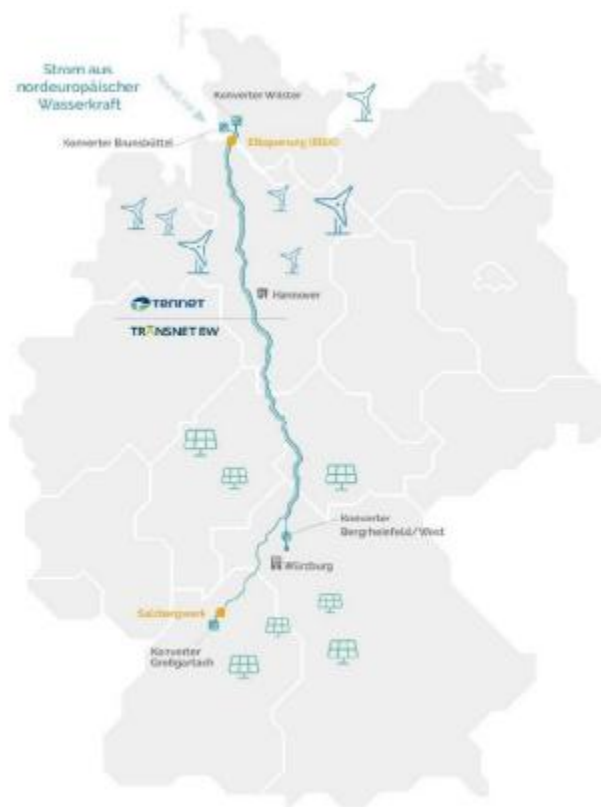 Strom aus
nordeuropäischer
Wasserkraft
Konverter Wilster
Konverter Brunsbüttel
Elbquerung (ElbX)
Hannover
TenneT
TRANSNET BW
Konverter
Bergrheinfeld/West
Würzburg
Salzbergwerk
Konverter
Großgartach